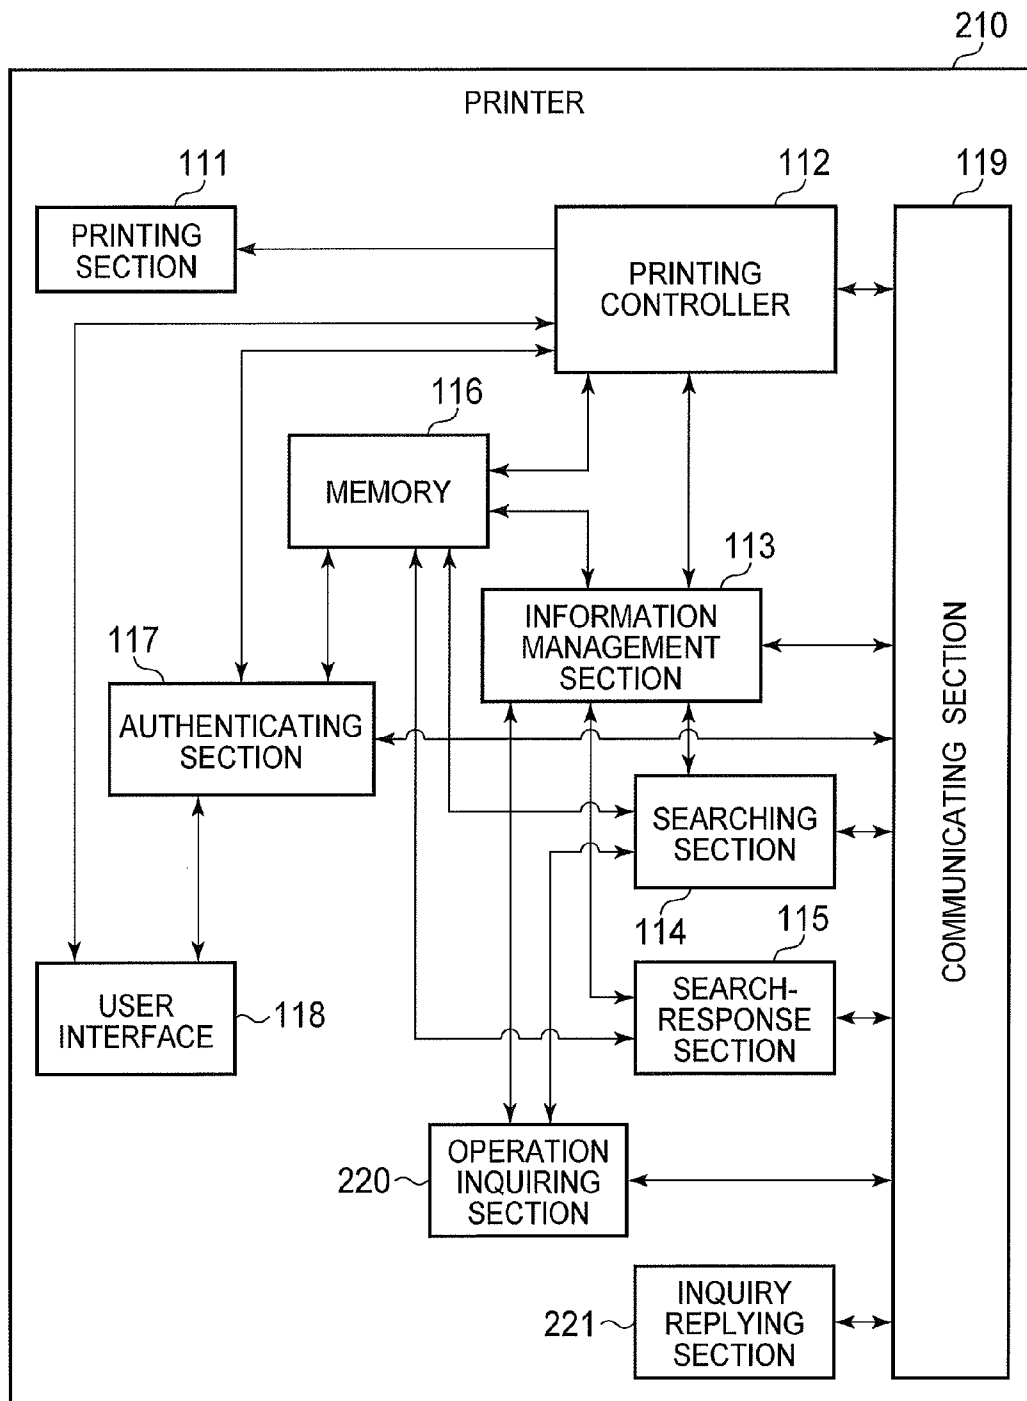 210
PRINTER
111
112
119
PRINTING
SECTION
PRINTING
CONTROLLER
116
MEMORY
113
INFORMATION
MANAGEMENT
SECTION
117
AUTHENTICATING
SECTION
COMMUNICATING SECTION
SEARCHING
SECTION
114
115
USER
INTERFACE
118
SEARCH-
RESPONSE
SECTION
220
OPERATION
INQUIRING
SECTION
221
INQUIRY
REPLYING
SECTION